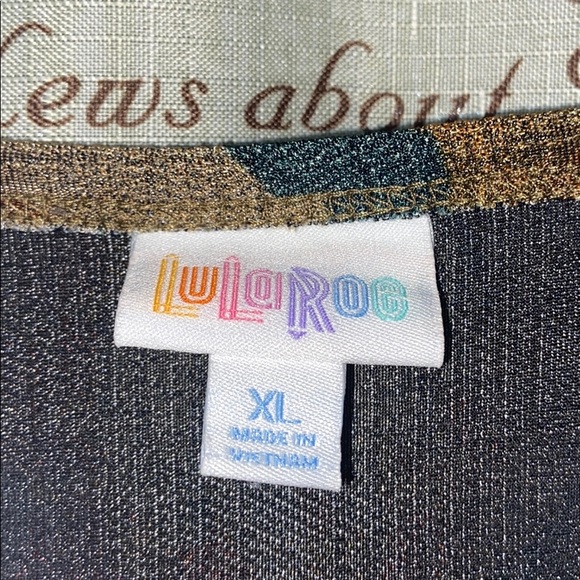 ews about
LuLaRoe
XL
MADE IN
VIETNAM